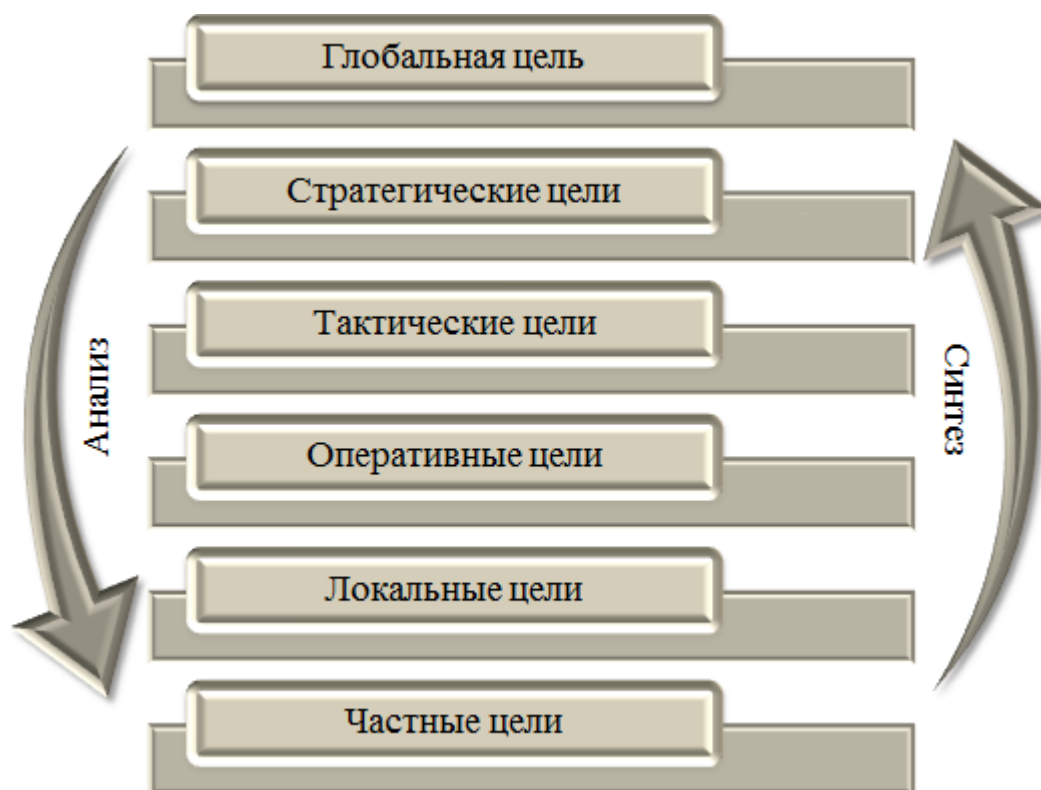 Глобальная цель
Стратегические цели
Тактические цели
Анализ
Синтез
Оперативные цели
Локальные цели
Частные цели